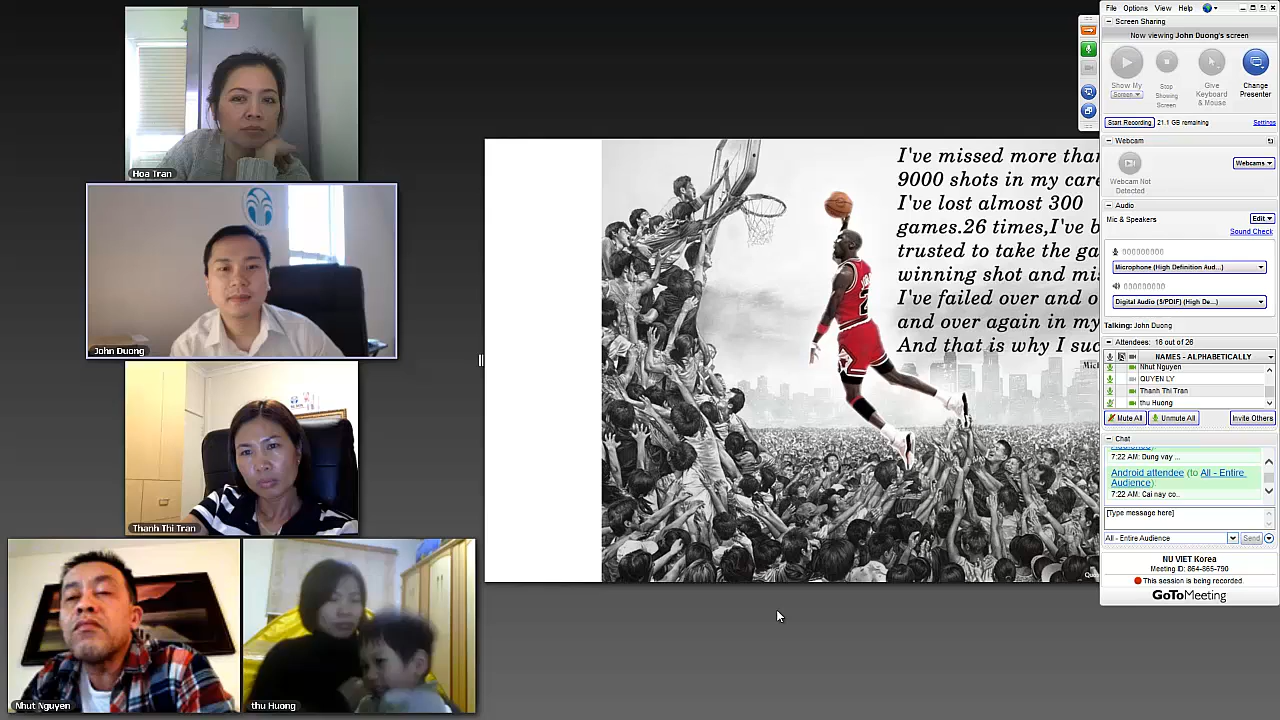 Hoa Tran
John Duong
Thanh Thi Tran
Nhut Nguyen
thu Huong
I've missed more than
9000 shots in my care
I've lost almost 300
games.26 times,I've b
trusted to take the ga
winning shot and mis
I've failed over and o
and over again in my
And that is why I suc
File Options View Help
Screen Sharing
Now viewing John Duong's screen
Show My
Screen
Stop
Showing
Screen
Give
Keyboard
& Mouse
Change
Presenter
Start Recording 21.1 GB remaining Settings
Webcam
Webcam Not
Detected
Webcams
Audio
Mic & Speakers Edit
Sound Check
Microphone (High Definition Aud...)
Digital Audio (S/PDIF) (High De...)
Talking: John Duong
Attendees: 16 out of 26
NAMES - ALPHABETICALLY
Nhut Nguyen
QUYEN LY
Thanh Thi Tran
thu Huong
Mute All Unmute All Invite Others
Chat
7:22 AM: Dung vay ...
Android attendee (to All - Entire
Audience):
7:22 AM: Cai nay co..
[Type message here]
All - Entire Audience Send
NU VIET Korea
Meeting ID: 864-865-790
This session is being recorded.
GoToMeeting